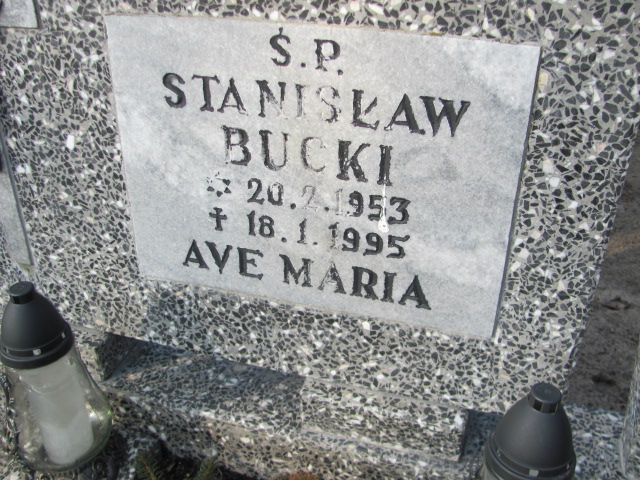 Ś.P.
STANISŁAW
BUCKI
✡ 20.2.1953
✝ 18.1.1995
AVE MARIA